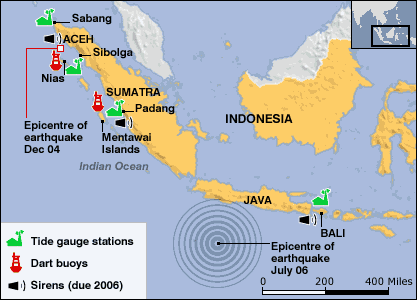 Sabang
ACEH
Sibolga
Nias
SUMATRA
Padang
Epicentre of
earthquake
Dec 04
Mentawai
Islands
INDONESIA
Indian Ocean
JAVA
BALI
Epicentre of
earthquake
July 06
Tide gauge stations
Dart buoys
Sirens (due 2006)
0
200
400 Miles